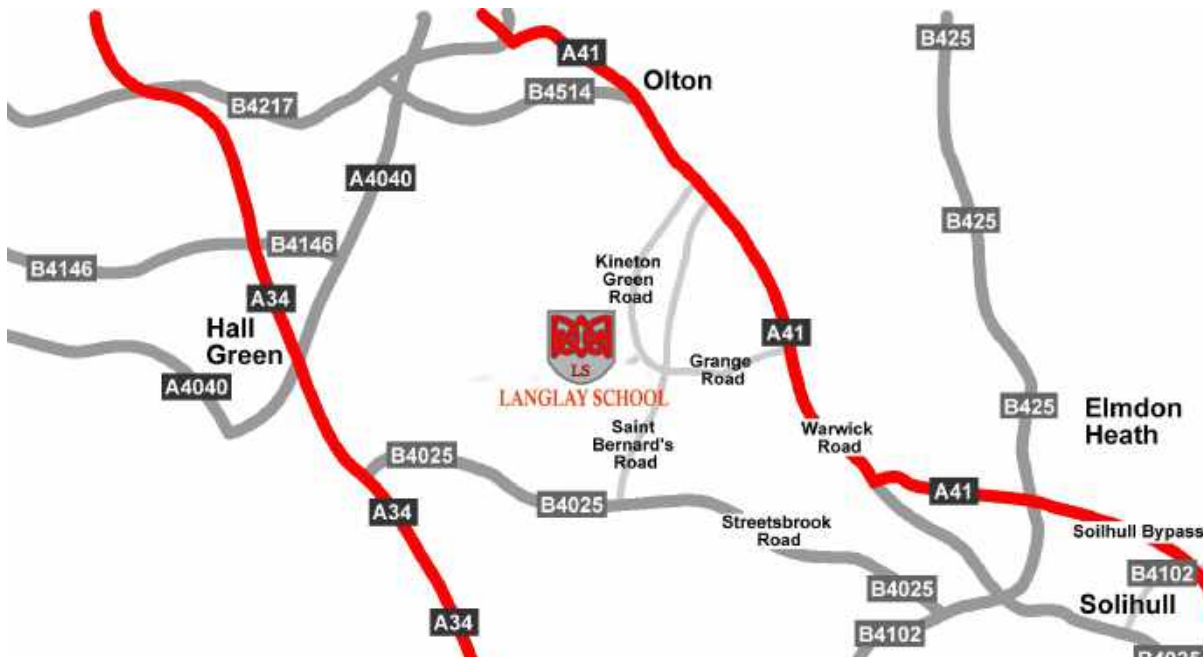 B425
A41
Olton
B4514
B4217
A4040
B425
B4146
B4146
Kineton
Green
Road
A34
Hall
Green
A41
LS
LANGLAY SCHOOL
Grange
Road
A4040
B425
Elmdon
Heath
Saint
Bernard's
Road
Warwick
Road
B4025
A41
B4025
A34
Streetsbrook
Road
Soilhull Bypass
B4102
B4025
Solihull
A34
B4102